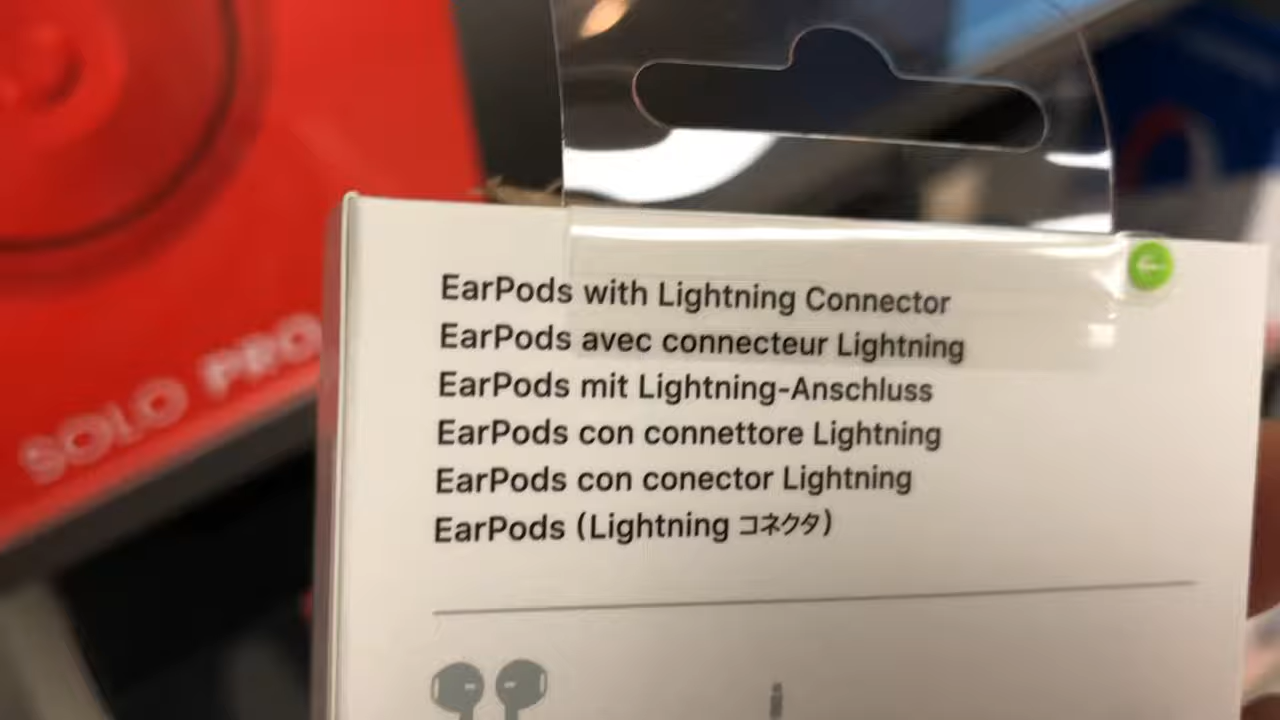 SOLO PRO
EarPods with Lightning Connector
EarPods avec connecteur Lightning
EarPods mit Lightning-Anschluss
EarPods con connettore Lightning
EarPods con conector Lightning
EarPods (Lightning コネクタ)